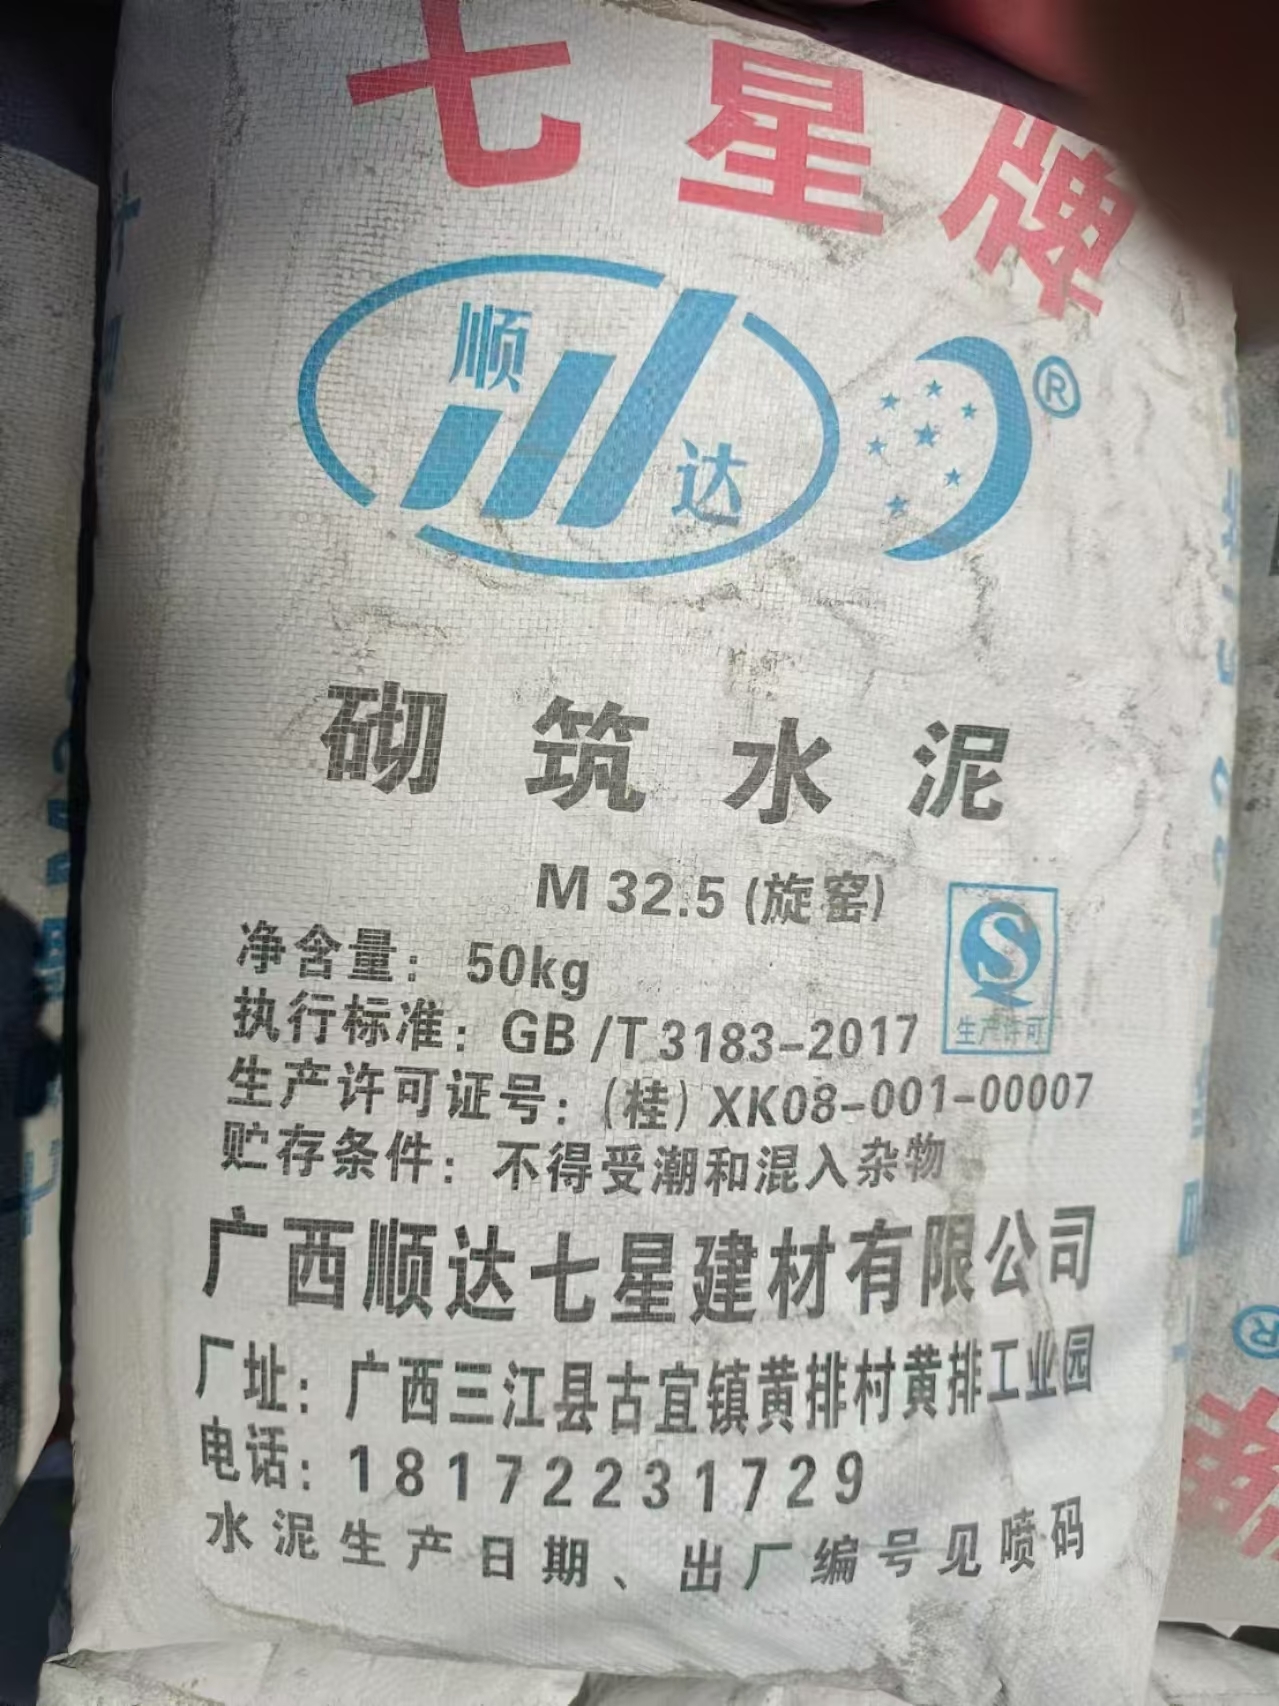 七星牌
顺
达
®
砌筑水泥
M 32.5 (旋窑)
净含量：50kg
执行标准：GB/T 3183-2017
生产许可
生产许可证号：(桂) XK08-001-00007
贮存条件：不得受潮和混入杂物
广西顺达七星建材有限公司
厂址：广西三江县古宜镇黄排村黄排工业园
电话：18172231729
水泥生产日期、出厂编号见喷码
®